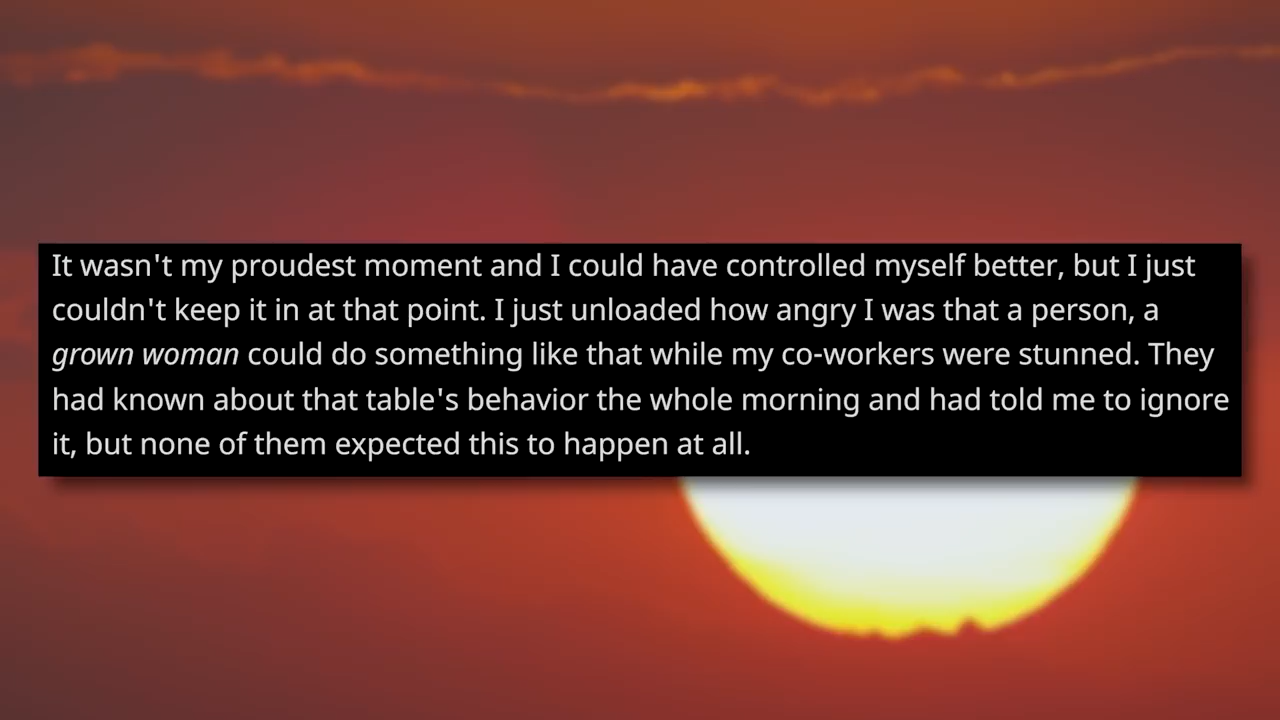 It wasn't my proudest moment and I could have controlled myself better, but I just
couldn't keep it in at that point. I just unloaded how angry I was that a person, a
grown woman could do something like that while my co-workers were stunned. They
had known about that table's behavior the whole morning and had told me to ignore
it, but none of them expected this to happen at all.